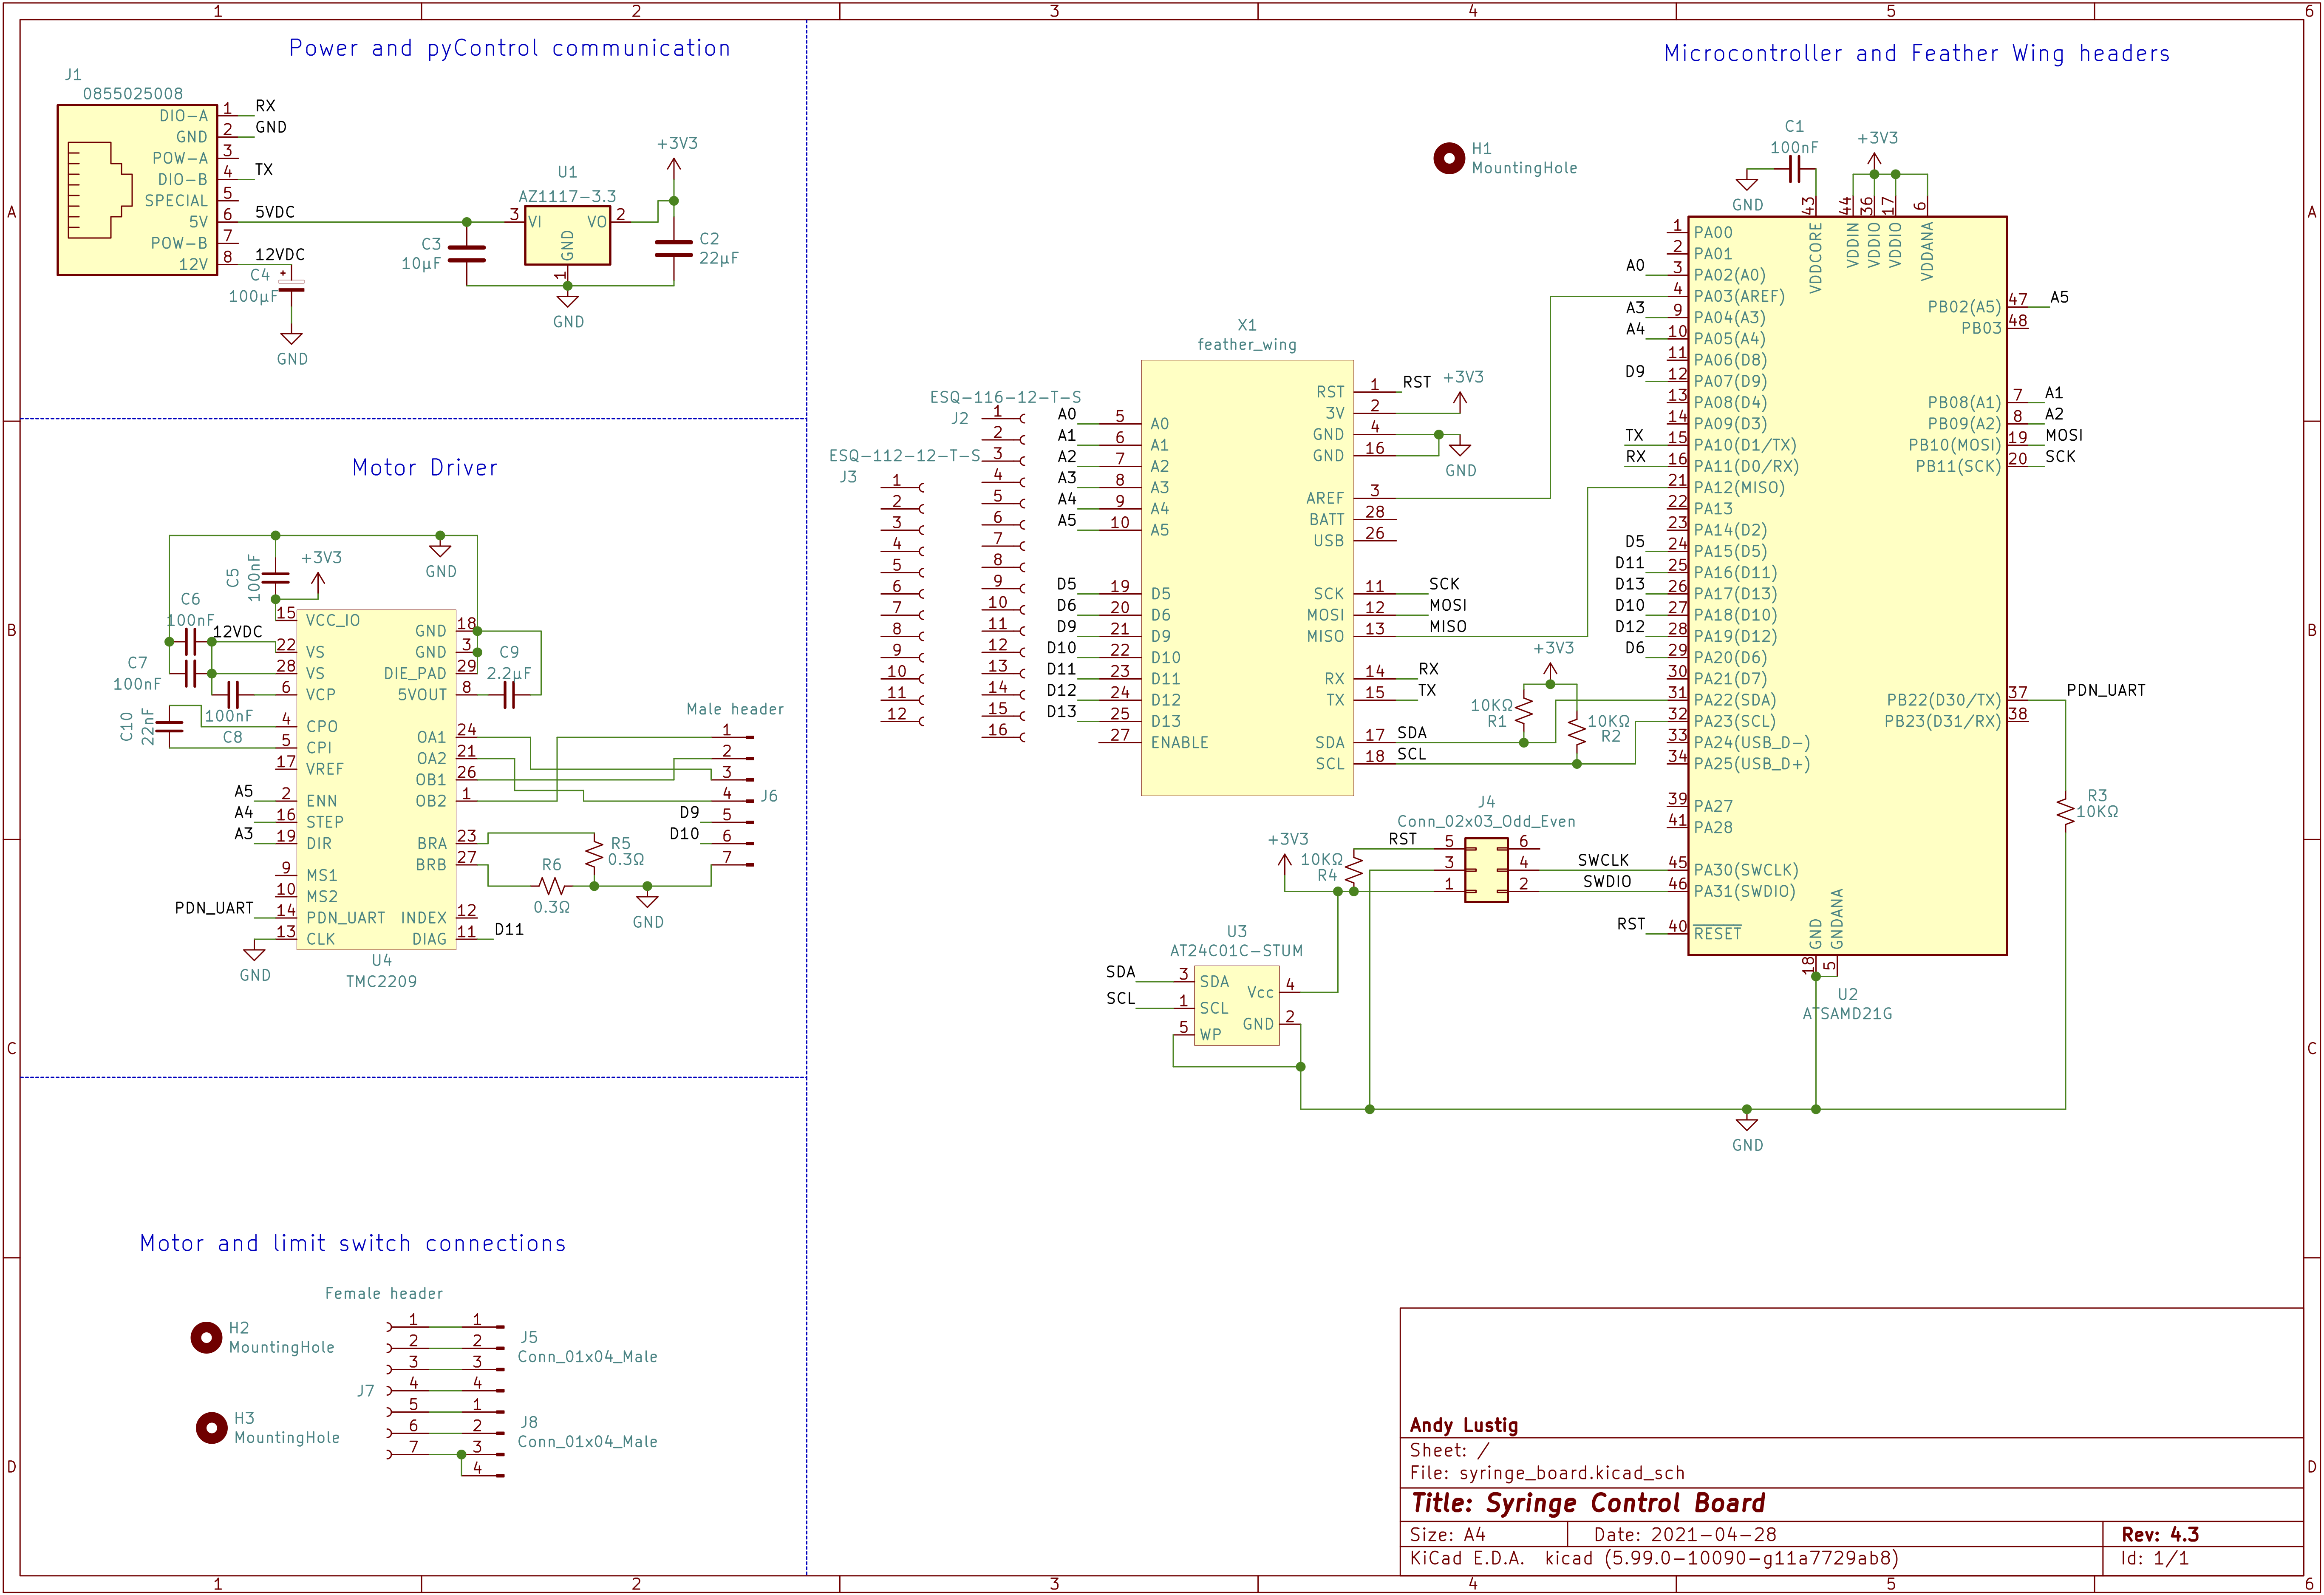 Power and pyControl communication
J1
0855025008
DIO-A 1 RX
GND 2 GND
POW-A 3
DIO-B 4 TX
SPECIAL 5
5V 6 5VDC
POW-B 7
12V 8 12VDC
C4
+
100µF
GND
C3
10µF
U1
AZ1117-3.3
3 VI VO 2
GND
1
GND
+3V3
C2
22µF
Motor Driver
C5
100nF
+3V3
GND
C6
100nF
12VDC
C7
100nF
C8
100nF
C10
22nF
15 VCC_IO
22 VS
28 VS
6 VCP
4 CPO
5 CPI
17 VREF
A5 2 ENN
A4 16 STEP
A3 19 DIR
9 MS1
10 MS2
PDN_UART 14 PDN_UART
13 CLK
GND
GND 18
GND 3
DIE_PAD 29
5VOUT 8
C9
2.2µF
OA1 24
OA2 21
OB1 26
OB2 1
BRA 23
BRB 27
INDEX 12
DIAG 11 D11
U4
TMC2209
R5
0.3Ω
R6
0.3Ω
GND
Male header
1
2
3
4
D9 5
D10 6
7
J6
Motor and limit switch connections
Female header
H2
MountingHole
H3
MountingHole
J7
1 1
2 2
3 3
4 4
5 1
6 2
7 3
4
J5
Conn_01x04_Male
J8
Conn_01x04_Male
Microcontroller and Feather Wing headers
H1
MountingHole
ESQ-116-12-T-S
J2
1
2
3
4
5
6
7
8
9
10
11
12
13
14
15
16
ESQ-112-12-T-S
J3
1
2
3
4
5
6
7
8
9
10
11
12
X1
feather_wing
A0 5 A0
A1 6 A1
A2 7 A2
A3 8 A3
A4 9 A4
A5 10 A5
D5 19 D5
D6 20 D6
D9 21 D9
D10 22 D10
D11 23 D11
D12 24 D12
D13 25 D13
27 ENABLE
RST 1 RST
3V 2
+3V3
GND 4
GND 16
GND
AREF 3
BATT 28
USB 26
SCK 11 SCK
MOSI 12 MOSI
MISO 13 MISO
RX 14 RX
TX 15 TX
SDA 17 SDA
SCL 18 SCL
+3V3
10KΩ
R1
10KΩ
R2
J4
Conn_02x03_Odd_Even
RST 5 6
3 4 SWCLK
1 2 SWDIO
+3V3
10KΩ
R4
U3
AT24C01C-STUM
SDA 3 SDA
SCL 1 SCL
5 WP
Vcc 4
GND 2
C1
100nF
GND
+3V3
43 VDDCORE
44 VDDIN
36 VDDIO
17 VDDIO
6 VDDANA
1 PA00
2 PA01
A0 3 PA02(A0)
4 PA03(AREF)
A3 9 PA04(A3)
A4 10 PA05(A4)
11 PA06(D8)
D9 12 PA07(D9)
13 PA08(D4)
14 PA09(D3)
TX 15 PA10(D1/TX)
RX 16 PA11(D0/RX)
21 PA12(MISO)
22 PA13
23 PA14(D2)
D5 24 PA15(D5)
D11 25 PA16(D11)
D13 26 PA17(D13)
D10 27 PA18(D10)
D12 28 PA19(D12)
D6 29 PA20(D6)
30 PA21(D7)
31 PA22(SDA)
32 PA23(SCL)
33 PA24(USB_D-)
34 PA25(USB_D+)
39 PA27
41 PA28
45 PA30(SWCLK)
46 PA31(SWDIO)
RST 40 RESET
PB02(A5) 47 A5
PB03 48
PB08(A1) 7 A1
PB09(A2) 8 A2
PB10(MOSI) 19 MOSI
PB11(SCK) 20 SCK
PB22(D30/TX) 37 PDN_UART
PB23(D31/RX) 38
GND 18
GNDANA 5
U2
ATSAMD21G
R3
10KΩ
GND
Andy Lustig
Sheet: /
File: syringe_board.kicad_sch
Title: Syringe Control Board
Size: A4 Date: 2021-04-28 Rev: 4.3
KiCad E.D.A. kicad (5.99.0-10090-g11a7729ab8) Id: 1/1
1 2 3 4 5 6
A B C D
1 2 3 4 5 6
A B C D